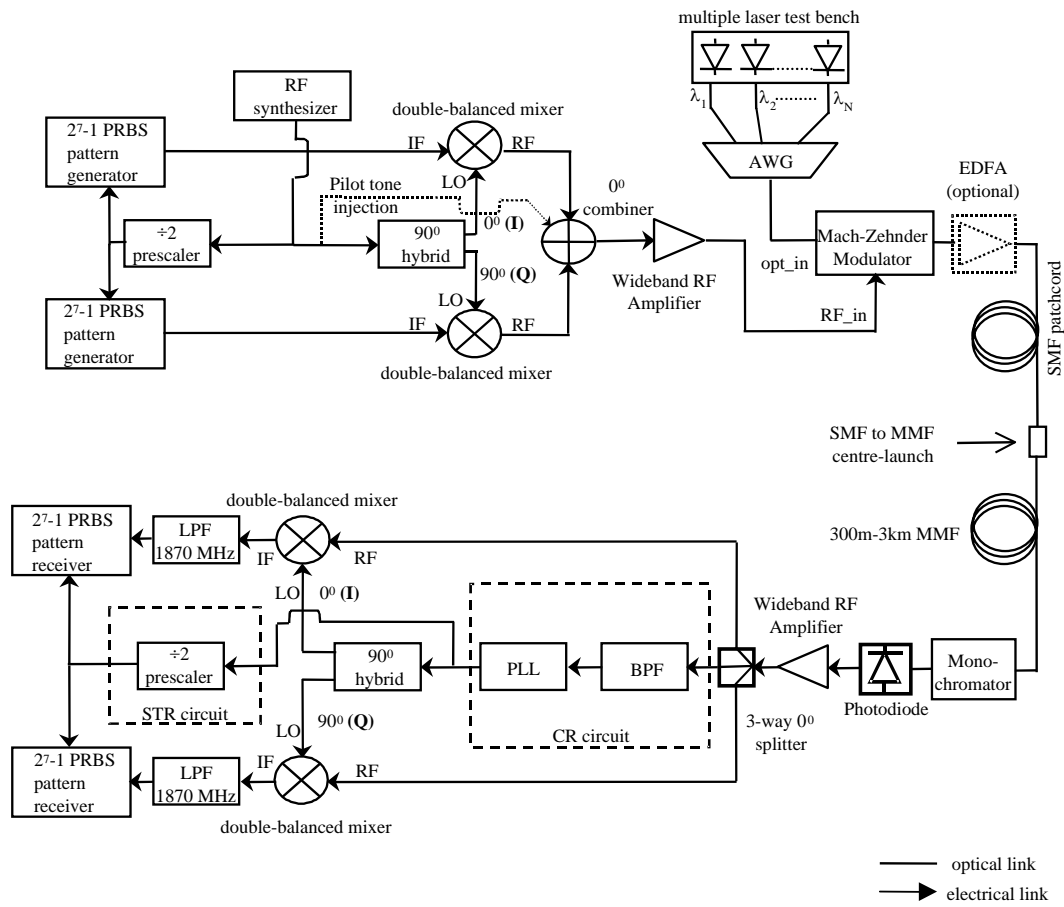 multiple laser test bench
λ1
λ2
λN
AWG
RF
synthesizer
double-balanced mixer
2⁷-1 PRBS
pattern
generator
IF
RF
LO
Pilot tone
injection
0⁰ (I)
0⁰
combiner
EDFA
(optional)
÷2
prescaler
90⁰
hybrid
Mach-Zehnder
Modulator
opt_in
90⁰ (Q)
Wideband RF
Amplifier
LO
2⁷-1 PRBS
pattern
generator
IF
RF
RF_in
double-balanced mixer
SMF patchcord
SMF to MMF
centre-launch
double-balanced mixer
2⁷-1 PRBS
pattern
receiver
LPF
1870 MHz
IF
RF
300m-3km MMF
LO
0⁰ (I)
Wideband RF
Amplifier
÷2
prescaler
90⁰
hybrid
PLL
BPF
Mono-
chromator
STR circuit
90⁰ (Q)
CR circuit
3-way 0⁰
splitter
Photodiode
LO
2⁷-1 PRBS
pattern
receiver
LPF
1870 MHz
IF
RF
double-balanced mixer
optical link
electrical link